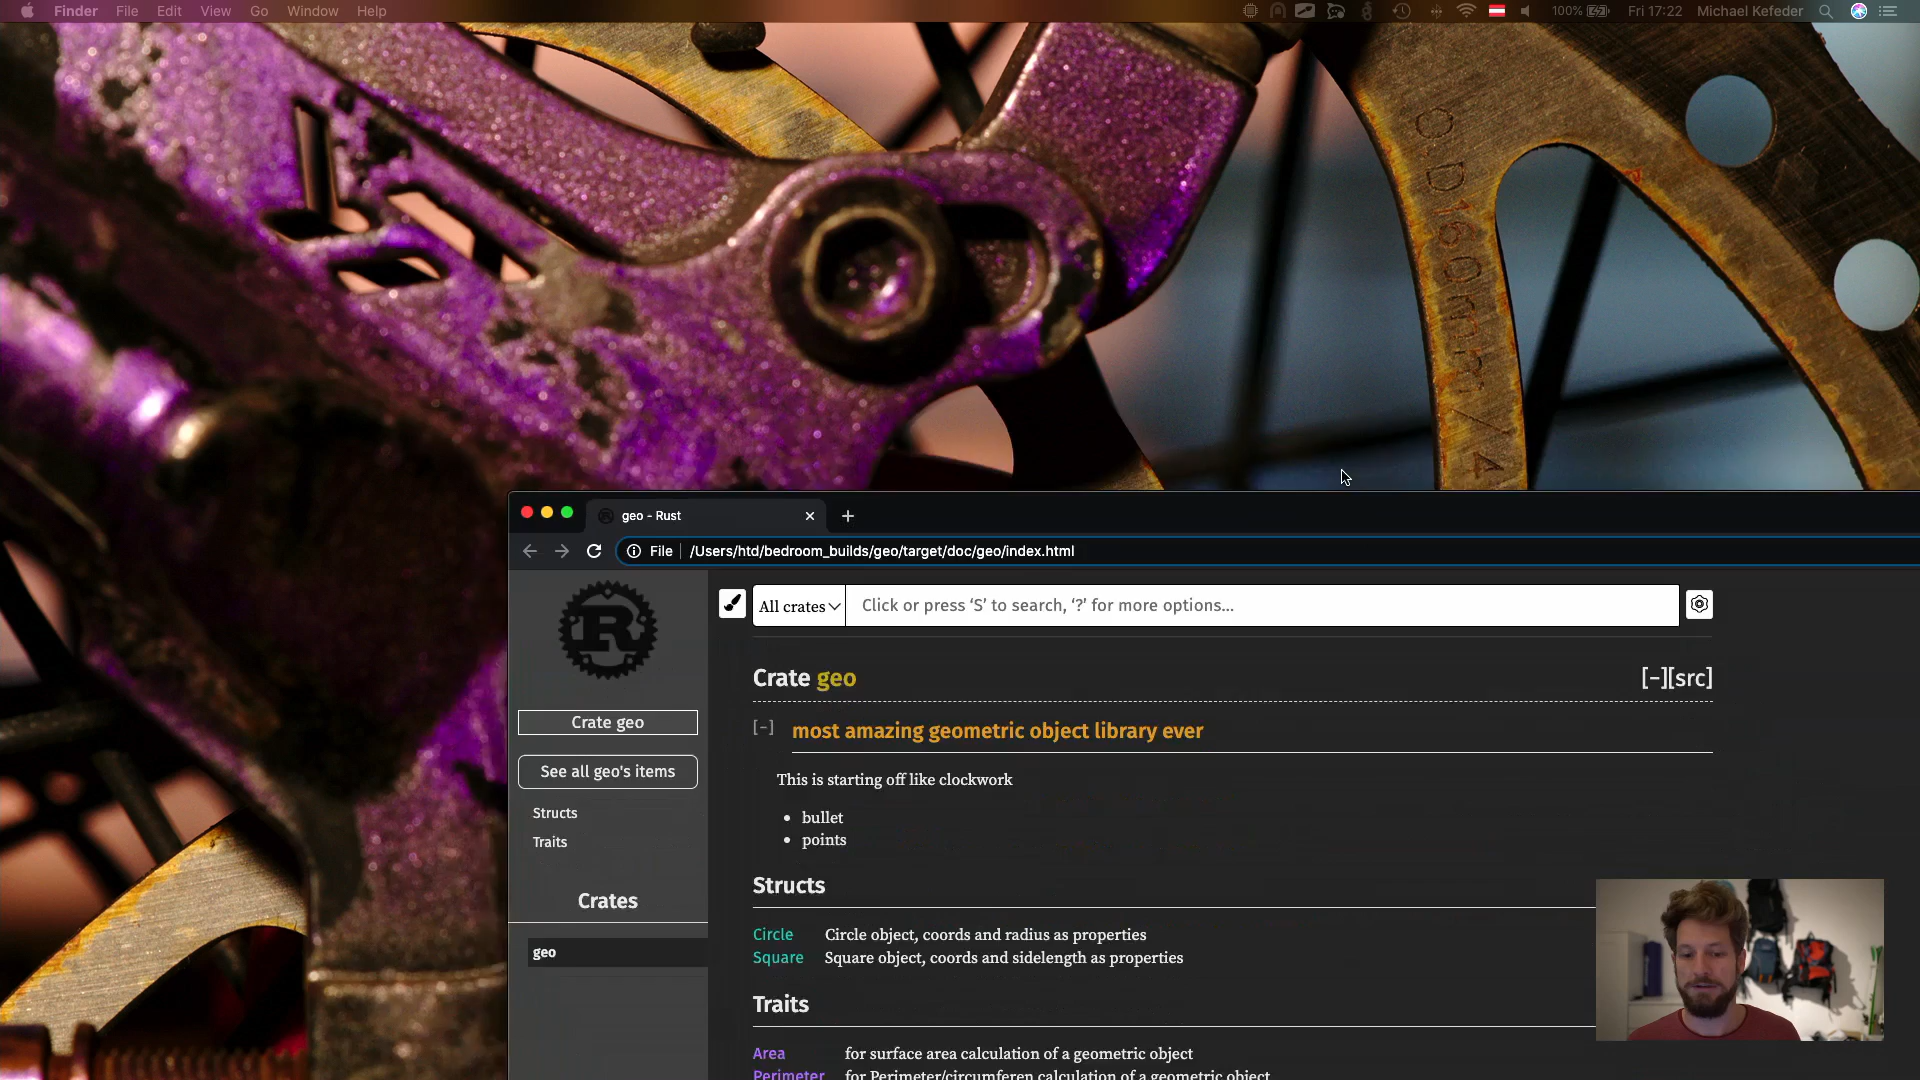 Finder File Edit View Go Window Help
100% Fri 17:22 Michael Kefeder
O.D160mm/4
geo - Rust
File /Users/htd/bedroom_builds/geo/target/doc/geo/index.html
All crates Click or press ‘S’ to search, ‘?’ for more options...
Crate geo [-][src]
[-] most amazing geometric object library ever
This is starting off like clockwork
• bullet
• points
Structs
Circle Circle object, coords and radius as properties
Square Square object, coords and sidelength as properties
Traits
Area for surface area calculation of a geometric object
Perimeter for Perimeter/circumferen calculation of a geometric object
R
Crate geo
See all geo's items
Structs
Traits
Crates
geo